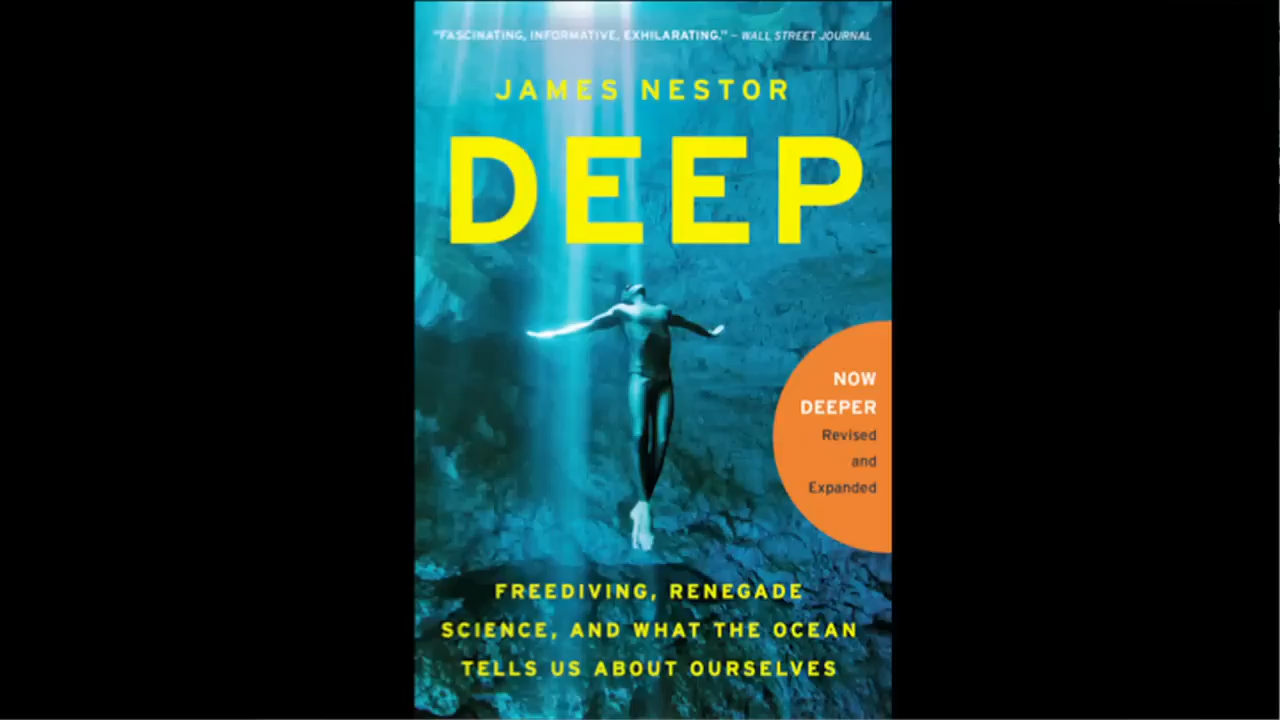 "FASCINATING, INFORMATIVE, EXHILARATING." – WALL STREET JOURNAL
JAMES NESTOR
DEEP
NOW
DEEPER
Revised
and
Expanded
FREEDIVING, RENEGADE
SCIENCE, AND WHAT THE OCEAN
TELLS US ABOUT OURSELVES